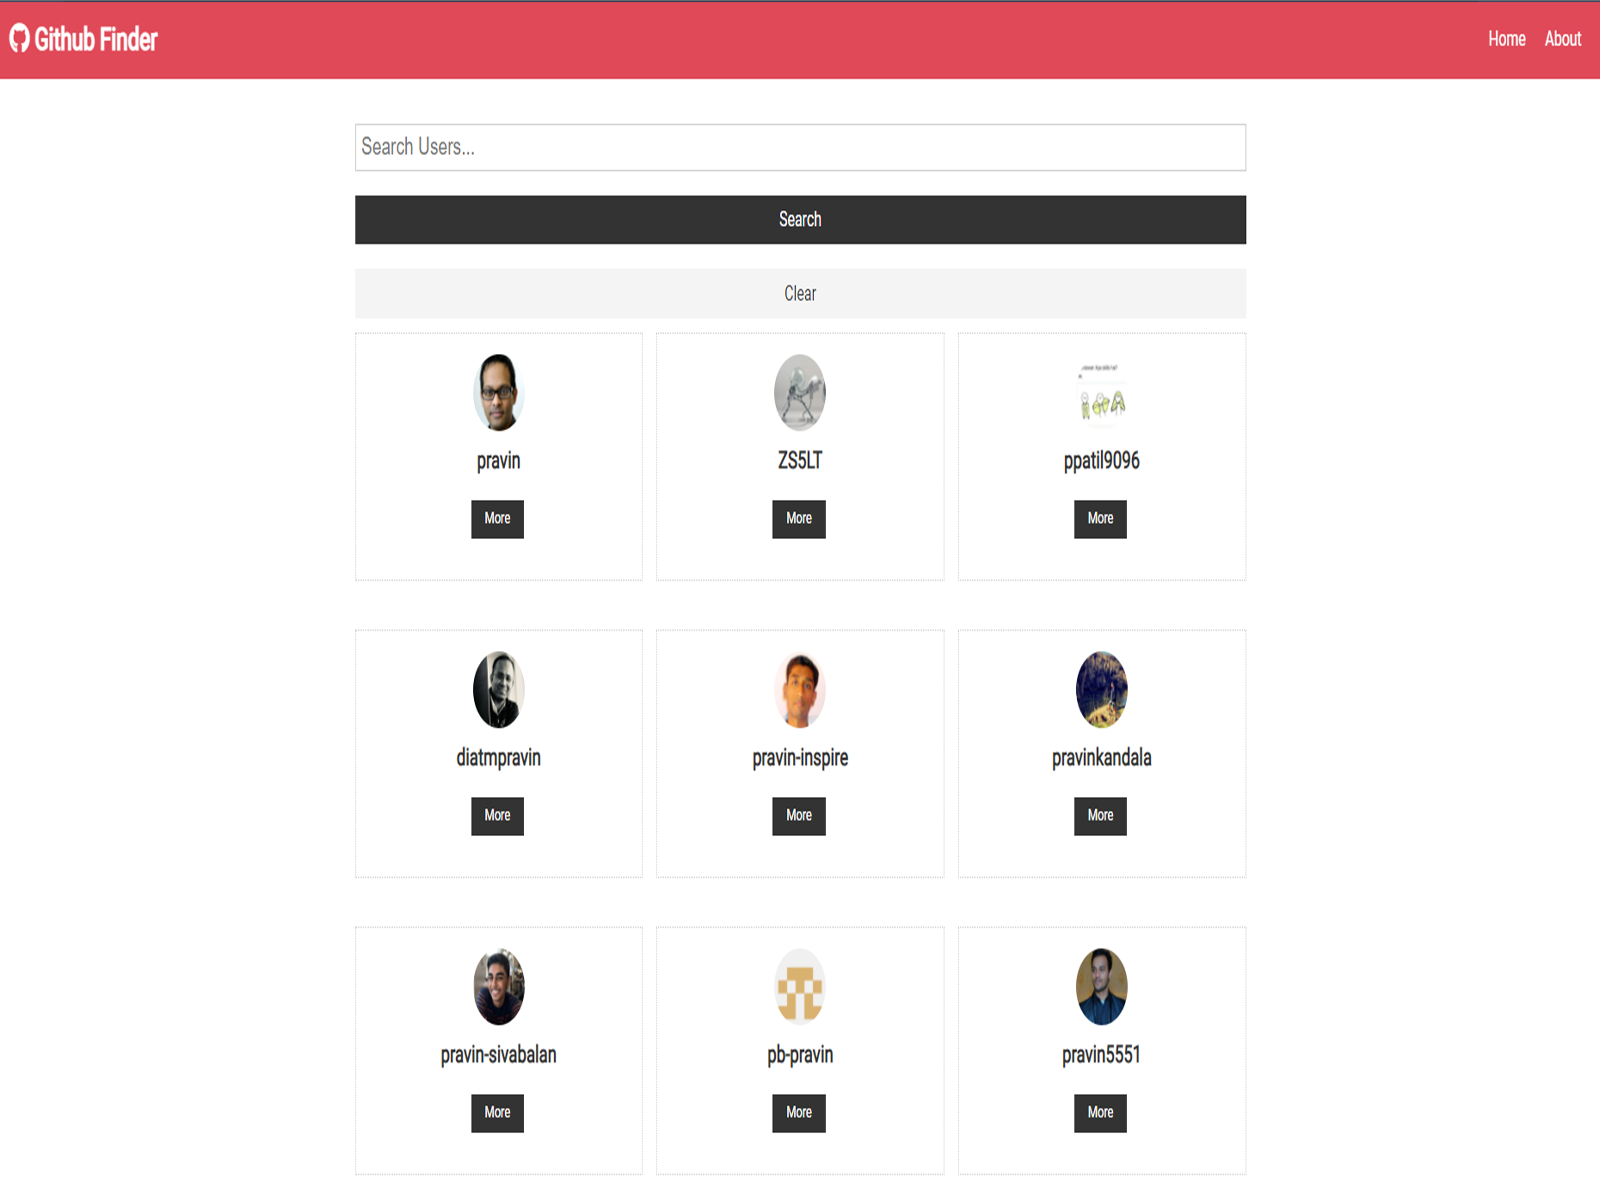 Github Finder
Home About
Search Users...
Search
Clear
pravin
More
ZS5LT
More
ppatil9096
More
diatmpravin
More
pravin-inspire
More
pravinkandala
More
pravin-sivabalan
More
pb-pravin
More
pravin5551
More